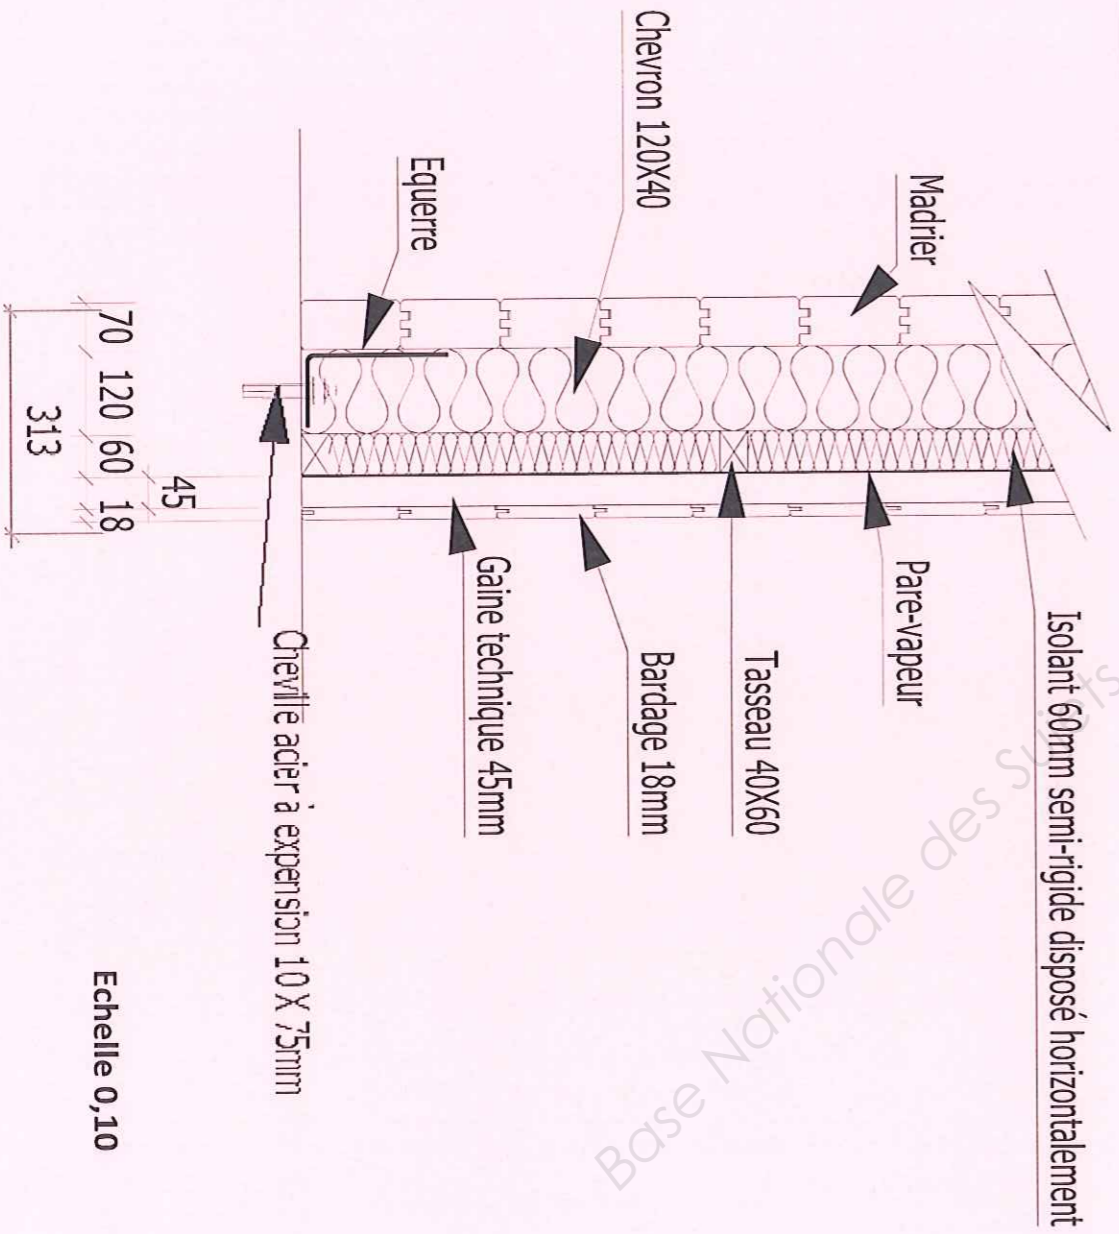 Isolant 60mm semi-rigide disposé horizontalement
Madrier
Pare-vapeur
Tasseau 40X60
Chevron 120X40
Bardage 18mm
Gaine technique 45mm
Equerre
Cheville acier à expension 10 X 75mm
45
70 120 60 18
313
Echelle 0,10
Base Nationale des Sujets